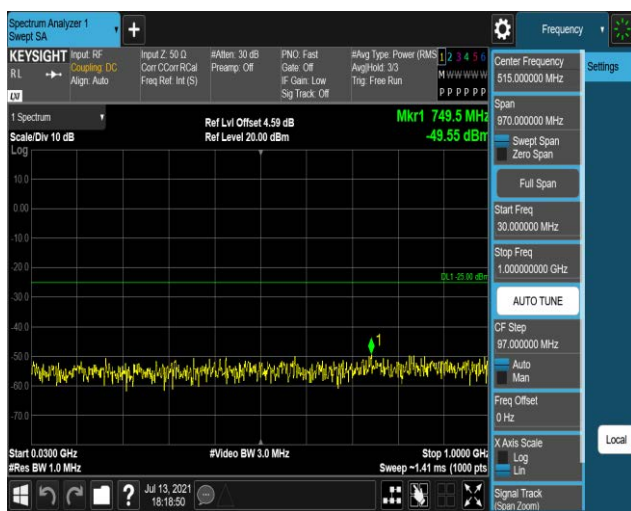 Spectrum Analyzer 1
Swept SA
+
Frequency
KEYSIGHT
RL
LXI
Input: RF
Coupling: DC
Align: Auto
Input Z: 50 Ω
Corr CCorr RCal
Freq Ref: Int (S)
#Atten: 30 dB
Preamp: Off
PNO: Fast
Gate: Off
IF Gain: Low
Sig Track: Off
#Avg Type: Power (RMS
Avg|Hold: 3/3
Trig: Free Run
1 2 3 4 5 6
M W W W W W
P P P P P P
1 Spectrum
Scale/Div 10 dB
Log
Ref Lvl Offset 4.59 dB
Ref Level 20.00 dBm
Mkr1 749.5 MHz
-49.55 dBm
10.0
0.00
-10.0
-20.0
-30.0
-40.0
-50.0
-60.0
-70.0
DL1 -25.00 dBm
1
Start 0.0300 GHz
#Res BW 1.0 MHz
#Video BW 3.0 MHz
Stop 1.0000 GHz
Sweep ~1.41 ms (1000 pts
?
Jul 13, 2021
18:18:50
Center Frequency
515.000000 MHz
Span
970.000000 MHz
Swept Span
Zero Span
Full Span
Start Freq
30.000000 MHz
Stop Freq
1.000000000 GHz
AUTO TUNE
CF Step
97.000000 MHz
Auto
Man
Freq Offset
0 Hz
X Axis Scale
Log
Lin
Signal Track
(Span Zoom)
Settings
Local